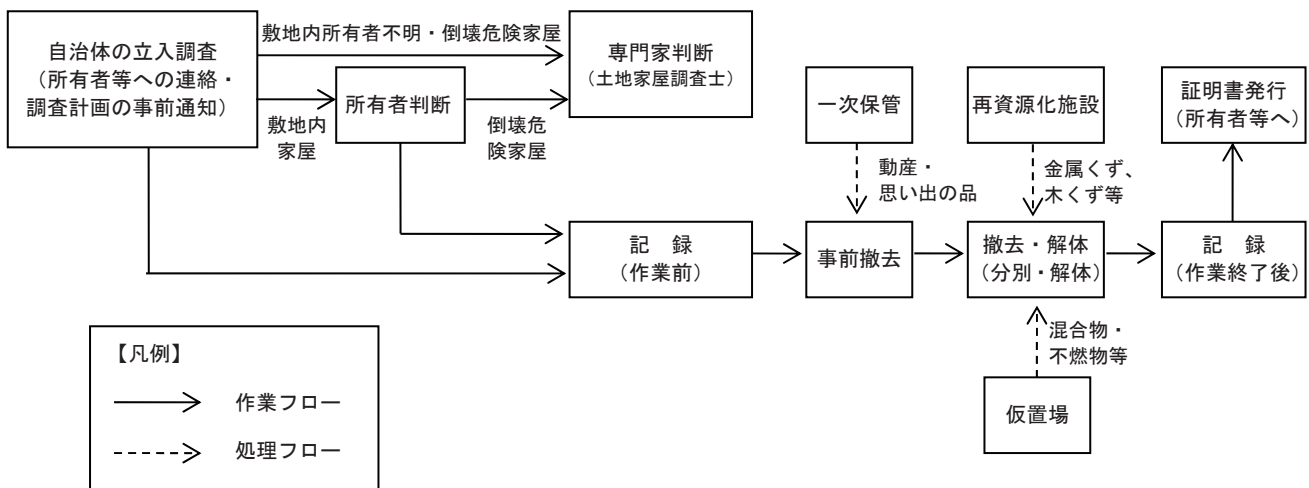 敷地内所有者不明・倒壊危険家屋
自治体の立入調査
（所有者等への連絡・
調査計画の事前通知）
敷地内
家屋
所有者判断
倒壊危
険家屋
専門家判断
（土地家屋調査士）
一次保管
動産・
思い出の品
再資源化施設
金属くず、
木くず等
証明書発行
（所有者等へ）
記　録
（作業前）
事前撤去
撤去・解体
（分別・解体）
記　録
（作業終了後）
混合物・
不燃物等
仮置場
【凡例】
作業フロー
処理フロー